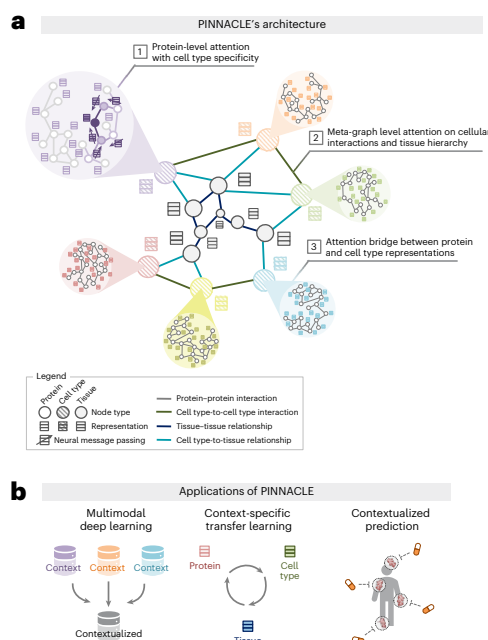 a
PINNACLE's architecture
1
Protein-level attention
with cell type specificity
2
Meta-graph level attention on cellular
interactions and tissue hierarchy
3
Attention bridge between protein
and cell type representations
Legend
Protein
Cell type
Tissue
Node type
Representation
Neural message passing
Protein–protein interaction
Cell type-to-cell type interaction
Tissue–tissue relationship
Cell type-to-tissue relationship
b
Applications of PINNACLE
Multimodal
deep learning
Context-specific
transfer learning
Contextualized
prediction
Context
Context
Context
Contextualized
Protein
Cell
type
Tissue